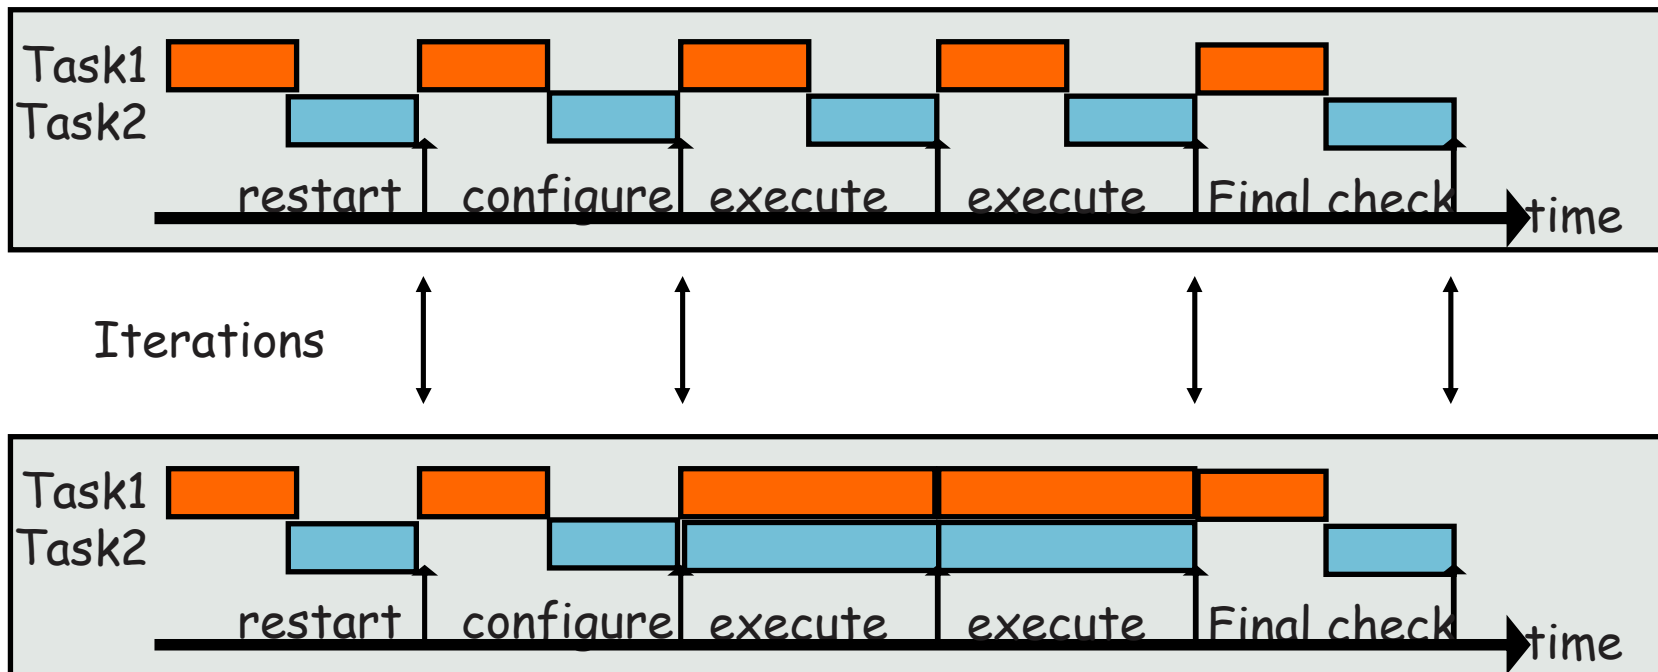 Task1
Task2
restart configure execute execute Final check
time
Iterations
Task1
Task2
restart configure execute execute Final check
time